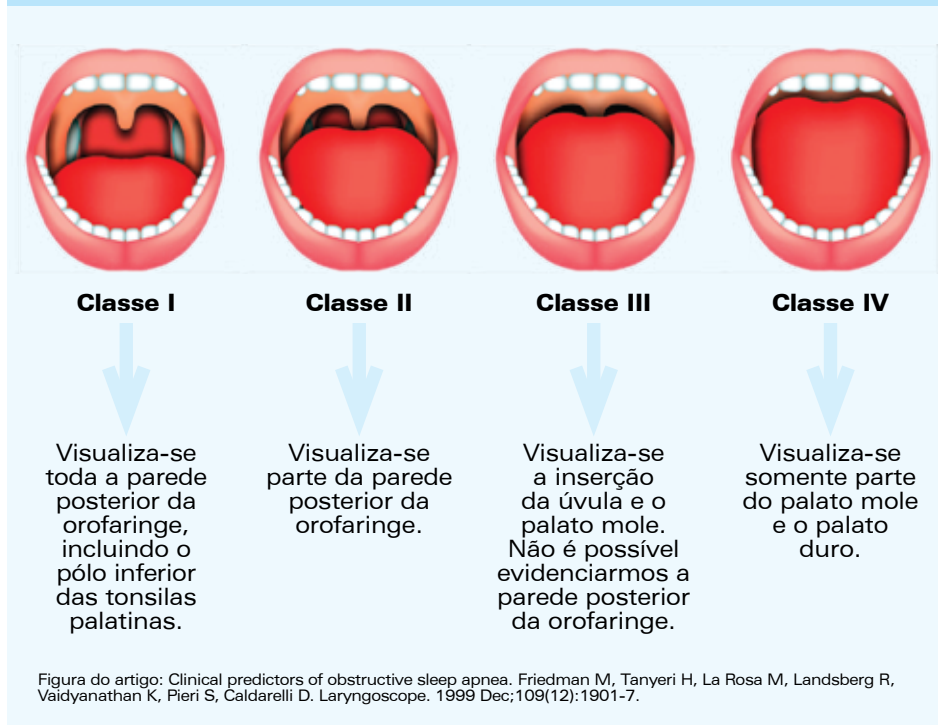 Classe I
Visualiza-se
toda a parede
posterior da
orofaringe,
incluindo o
pólo inferior
das tonsilas
palatinas.
Classe II
Visualiza-se
parte da parede
posterior da
orofaringe.
Classe III
Visualiza-se
a inserção
da úvula e o
palato mole.
Não é possível
evidenciarmos a
parede posterior
da orofaringe.
Classe IV
Visualiza-se
somente parte
do palato mole
e o palato
duro.
Figura do artigo: Clinical predictors of obstructive sleep apnea. Friedman M, Tanyeri H, La Rosa M, Landsberg R,
Vaidyanathan K, Pieri S, Caldarelli D. Laryngoscope. 1999 Dec;109(12):1901-7.